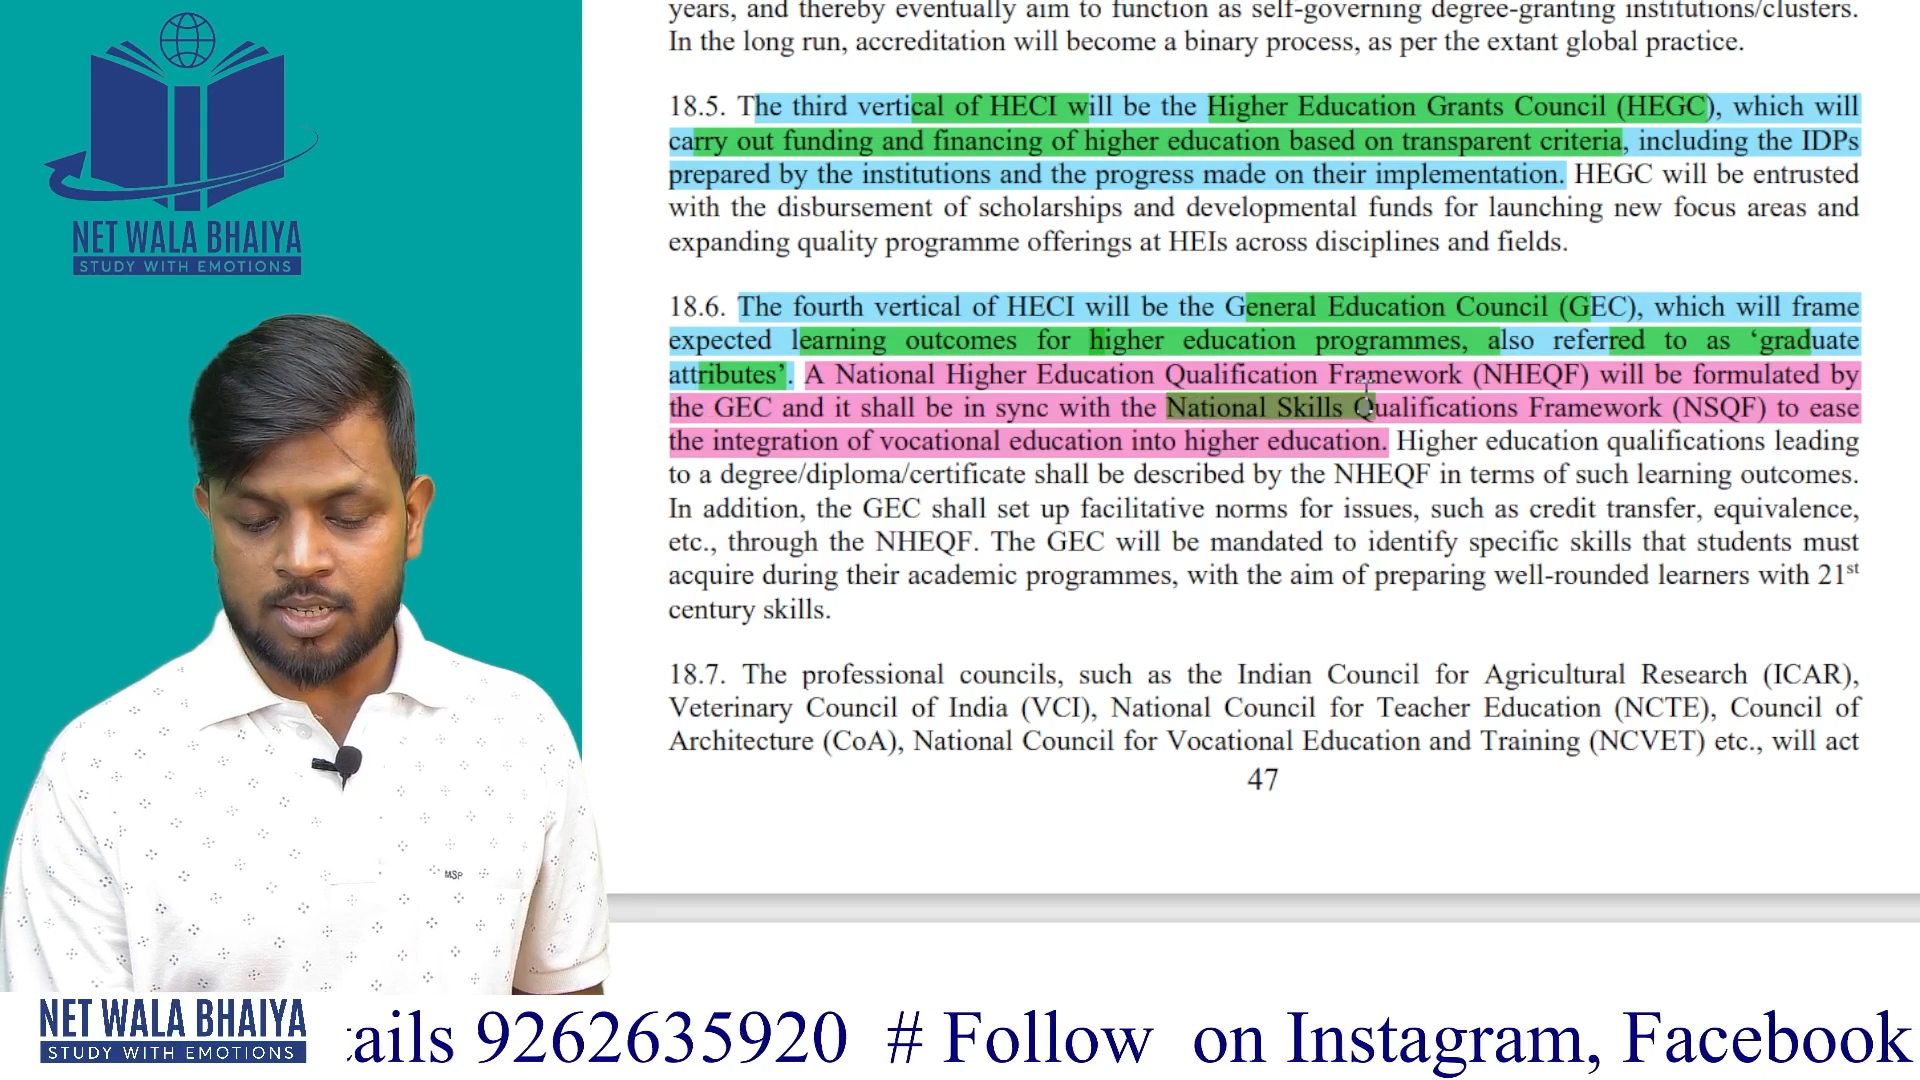 NET WALA BHAIYA
STUDY WITH EMOTIONS
years, and thereby eventually aim to function as self-governing degree-granting institutions/clusters.
In the long run, accreditation will become a binary process, as per the extant global practice.
18.5. The third vertical of HECI will be the Higher Education Grants Council (HEGC), which will
carry out funding and financing of higher education based on transparent criteria, including the IDPs
prepared by the institutions and the progress made on their implementation. HEGC will be entrusted
with the disbursement of scholarships and developmental funds for launching new focus areas and
expanding quality programme offerings at HEIs across disciplines and fields.
18.6. The fourth vertical of HECI will be the General Education Council (GEC), which will frame
expected learning outcomes for higher education programmes, also referred to as ‘graduate
attributes’. A National Higher Education Qualification Framework (NHEQF) will be formulated by
the GEC and it shall be in sync with the National Skills Qualifications Framework (NSQF) to ease
the integration of vocational education into higher education. Higher education qualifications leading
to a degree/diploma/certificate shall be described by the NHEQF in terms of such learning outcomes.
In addition, the GEC shall set up facilitative norms for issues, such as credit transfer, equivalence,
etc., through the NHEQF. The GEC will be mandated to identify specific skills that students must
acquire during their academic programmes, with the aim of preparing well-rounded learners with 21st
century skills.
18.7. The professional councils, such as the Indian Council for Agricultural Research (ICAR),
Veterinary Council of India (VCI), National Council for Teacher Education (NCTE), Council of
Architecture (CoA), National Council for Vocational Education and Training (NCVET) etc., will act
47
MSP
NET WALA BHAIYA
STUDY WITH EMOTIONS
ails 9262635920 # Follow on Instagram, Facebook